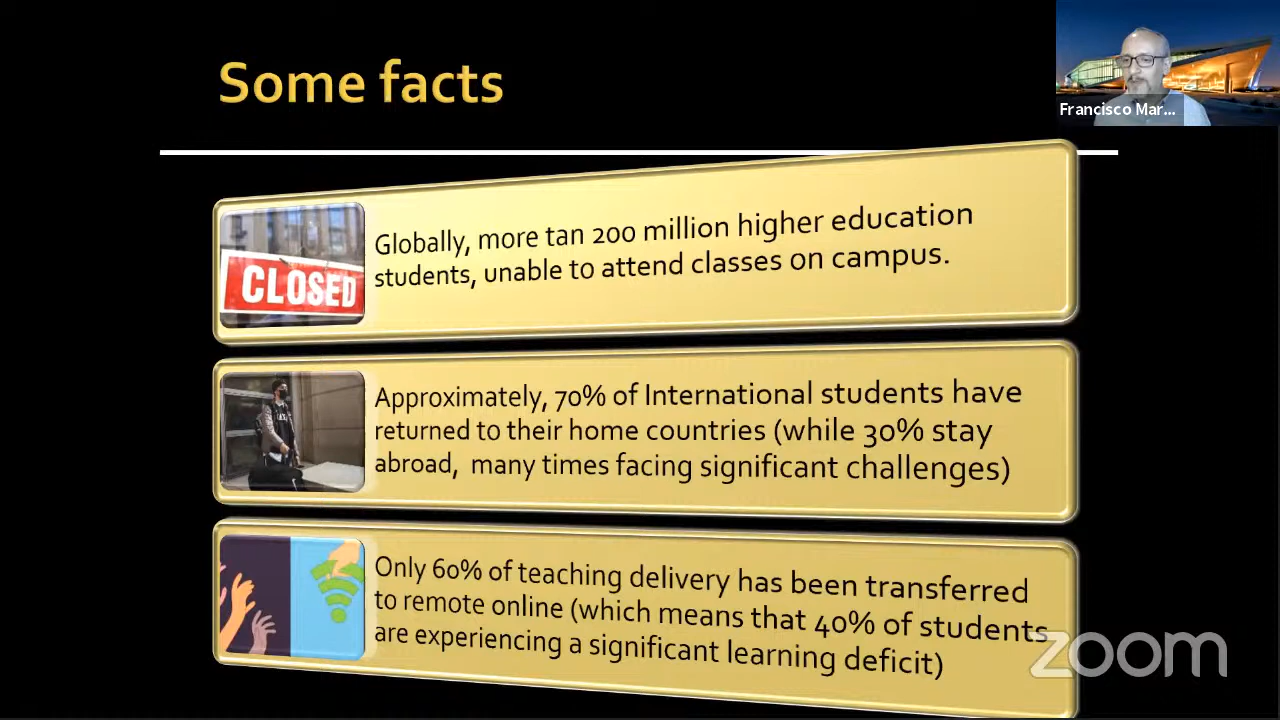 Some facts
Francisco Mar...
CLOSED
Globally, more tan 200 million higher education
students, unable to attend classes on campus.
Approximately, 70% of International students have
returned to their home countries (while 30% stay
abroad, many times facing significant challenges)
Only 60% of teaching delivery has been transferred
to remote online (which means that 40% of students
are experiencing a significant learning deficit)
zoom